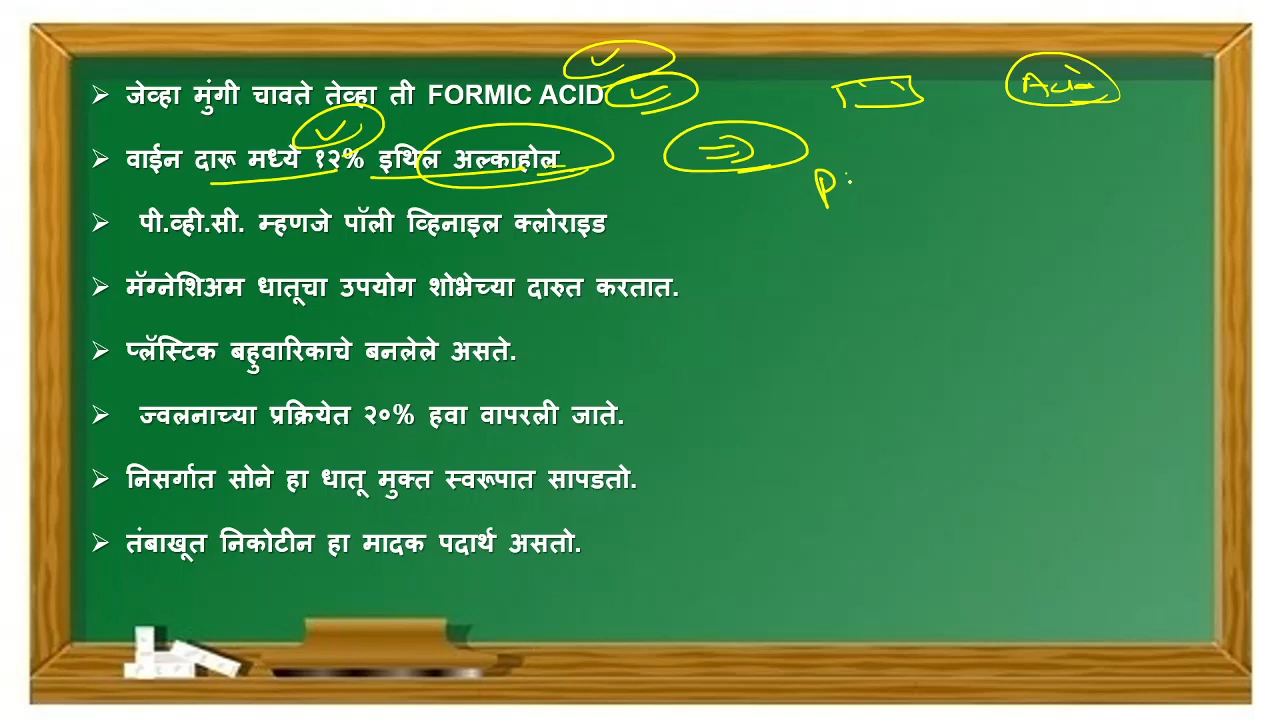 जेव्हा मुंगी चावते तेव्हा ती FORMIC ACID
Acid
वाईन दारू मध्ये १२% इथिल अल्काहोल
P
पी.व्ही.सी. म्हणजे पॉली व्हिनाइल क्लोराइड
मॅग्नेशिअम धातूचा उपयोग शोभेच्या दारुत करतात.
प्लॅस्टिक बहुवारिकाचे बनलेले असते.
ज्वलनाच्या प्रक्रियेत २०% हवा वापरली जाते.
निसर्गात सोने हा धातू मुक्त स्वरूपात सापडतो.
तंबाखूत निकोटीन हा मादक पदार्थ असतो.